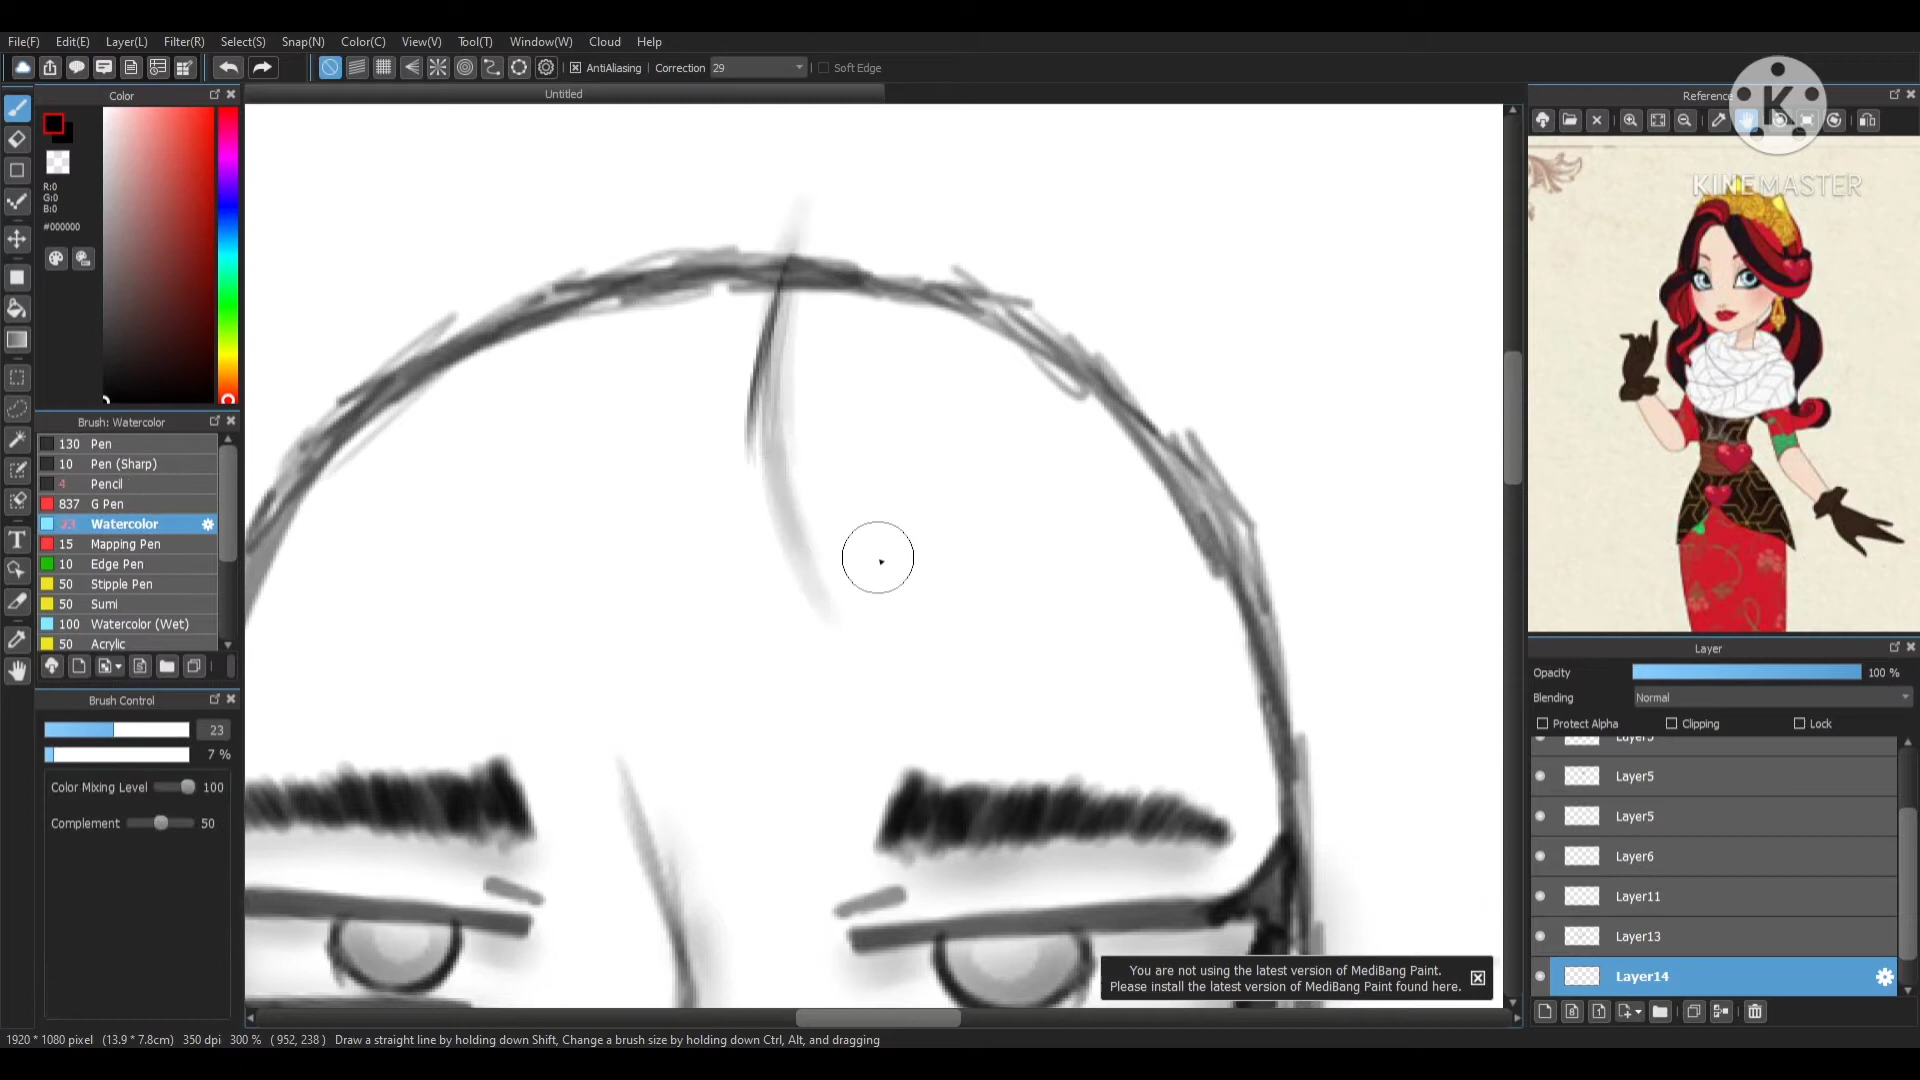 File(F) Edit(E) Layer(L) Filter(R) Select(S) Snap(N) Color(C) View(V) Tool(T) Window(W) Cloud Help
AntiAliasing Correction 29 Soft Edge
Color
Untitled
Reference
K
KINEMASTER
R:0
G:0
B:0
#000000
Brush: Watercolor
130 Pen
10 Pen (Sharp)
4 Pencil
837 G Pen
23 Watercolor
15 Mapping Pen
10 Edge Pen
50 Stipple Pen
50 Sumi
100 Watercolor (Wet)
50 Acrylic
Brush Control
23
7 %
Color Mixing Level 100
Complement 50
Layer
Opacity 100 %
Blending Normal
Protect Alpha Clipping Lock
Layer5
Layer5
Layer6
Layer11
Layer13
Layer14
You are not using the latest version of MediBang Paint.
Please install the latest version of MediBang Paint found here.
1920 * 1080 pixel (13.9 * 7.8cm) 350 dpi 300 % ( 952, 238 ) Draw a straight line by holding down Shift, Change a brush size by holding down Ctrl, Alt, and dragging